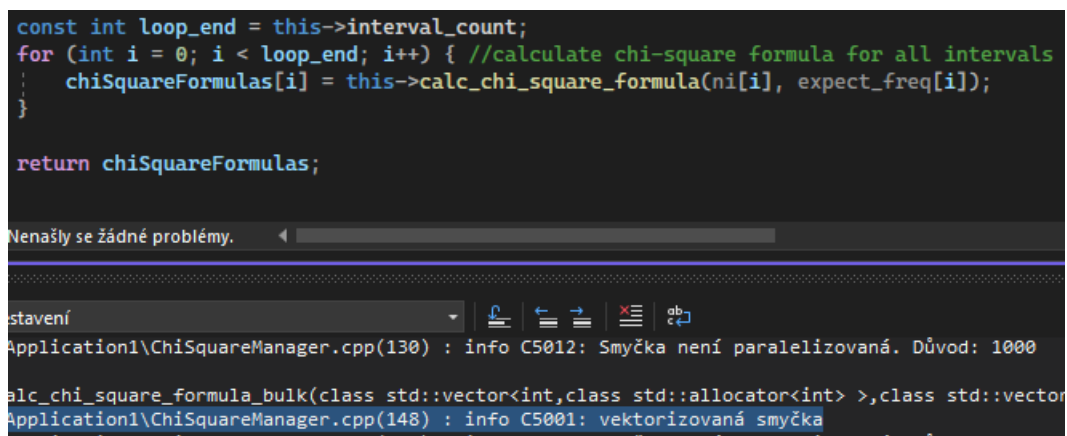 const int loop_end = this->interval_count;
for (int i = 0; i < loop_end; i++) { //calculate chi-square formula for all intervals
chiSquareFormulas[i] = this->calc_chi_square_formula(ni[i], expect_freq[i]);
}
return chiSquareFormulas;
Nenašly se žádné problémy.
stavení
Application1\ChiSquareManager.cpp(130) : info C5012: Smyčka není paralelizovaná. Důvod: 1000
alc_chi_square_formula_bulk(class std::vector<int,class std::allocator<int> >,class std::vector
Application1\ChiSquareManager.cpp(148) : info C5001: vektorizovaná smyčka